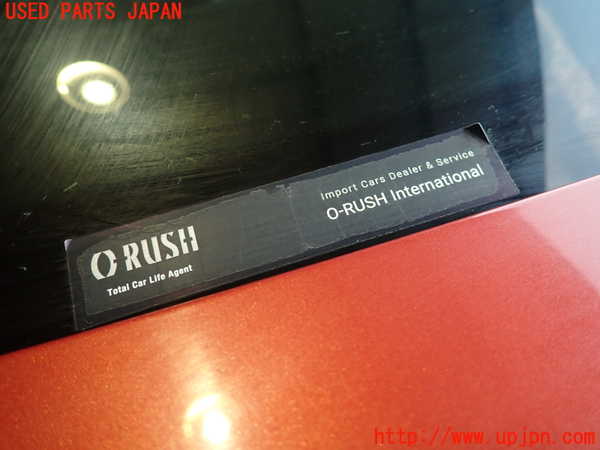 USED PARTS JAPAN
Import Cars Dealer & Service
O-RUSH International
O-RUSH
Total Car Life Agent
http://www.upjpn.com/